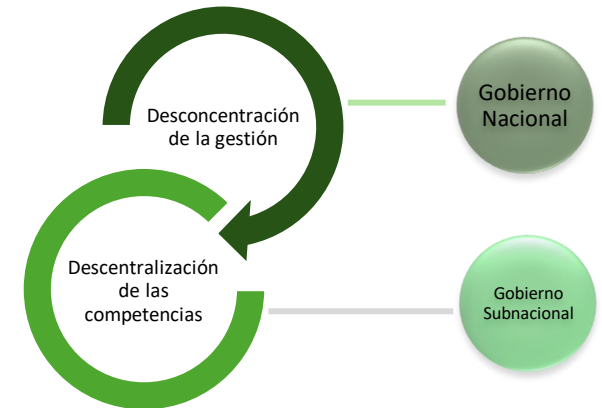 Desconcentración
de la gestión
Gobierno
Nacional
Descentralización
de las
competencias
Gobierno
Subnacional